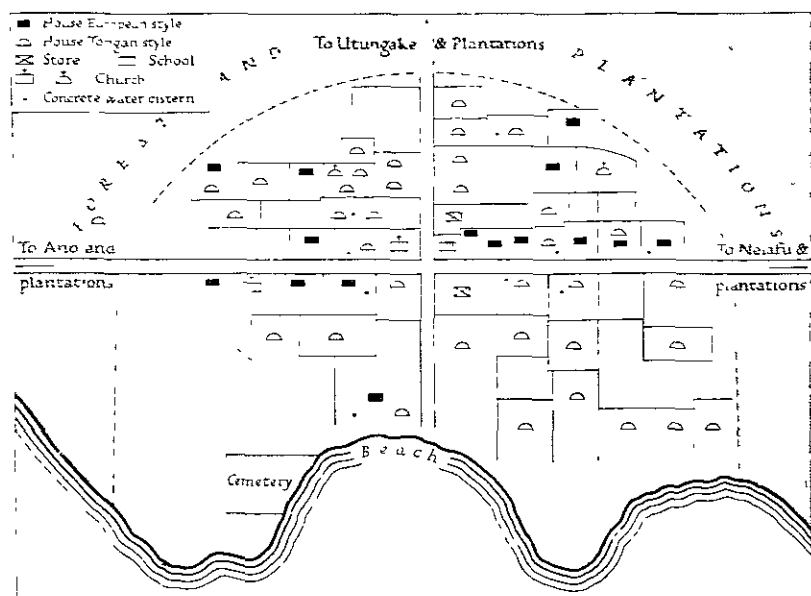 House European style
House Tongan style
Store School
Church
Concrete water cistern
To Utungake & Plantations
FOREST AND PLANTATIONS
To Ano and
plantations
To Neiafu &
plantations
Beach
Cemetery